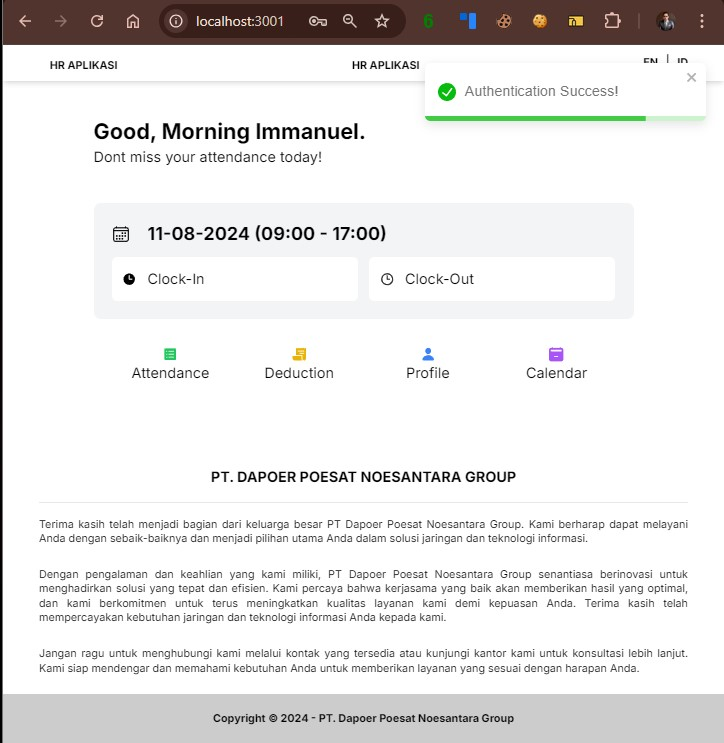 localhost:3001
6
HR APLIKASI
HR APLIKASI
EN | ID
Authentication Success!
Good, Morning Immanuel.
Dont miss your attendance today!
11-08-2024 (09:00 - 17:00)
Clock-In
Clock-Out
Attendance
Deduction
Profile
Calendar
PT. DAPOER POESAT NOESANTARA GROUP
Terima kasih telah menjadi bagian dari keluarga besar PT Dapoer Poesat Noesantara Group. Kami berharap dapat melayani
Anda dengan sebaik-baiknya dan menjadi pilihan utama Anda dalam solusi jaringan dan teknologi informasi.
Dengan pengalaman dan keahlian yang kami miliki, PT Dapoer Poesat Noesantara Group senantiasa berinovasi untuk
menghadirkan solusi yang tepat dan efisien. Kami percaya bahwa kerjasama yang baik akan memberikan hasil yang optimal,
dan kami berkomitmen untuk terus meningkatkan kualitas layanan kami demi kepuasan Anda. Terima kasih telah
mempercayakan kebutuhan jaringan dan teknologi informasi Anda kepada kami.
Jangan ragu untuk menghubungi kami melalui kontak yang tersedia atau kunjungi kantor kami untuk konsultasi lebih lanjut.
Kami siap mendengar dan memahami kebutuhan Anda untuk memberikan layanan yang sesuai dengan harapan Anda.
Copyright © 2024 - PT. Dapoer Poesat Noesantara Group